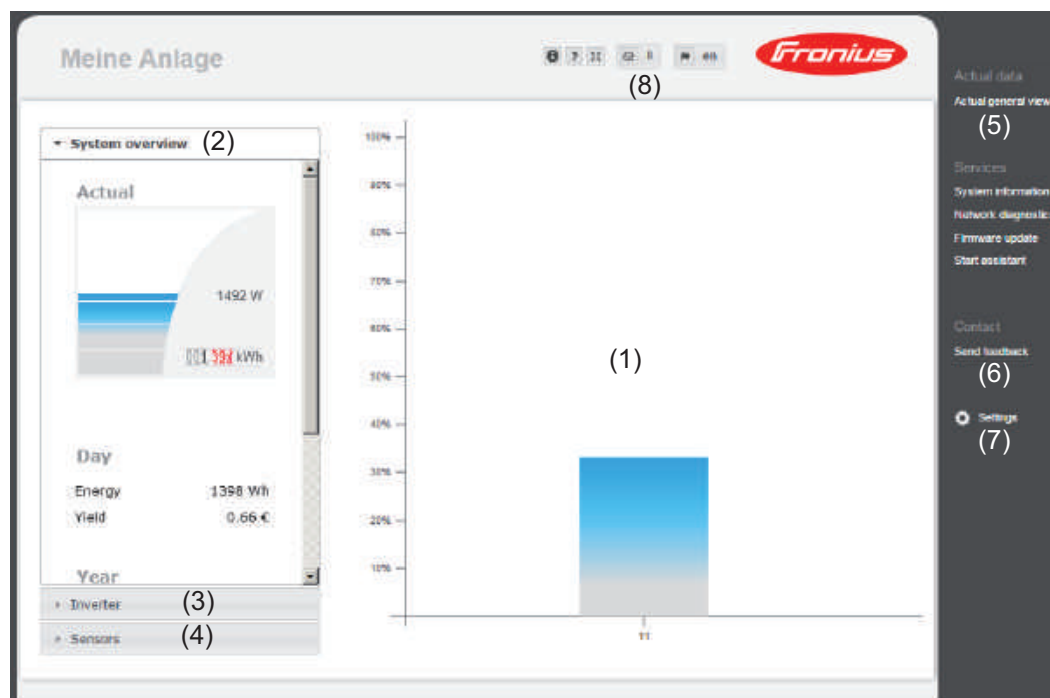 Meine Anlage
Fronius
(8)
System overview (2)
Actual
1492 W
kWh
Day
Energy 1398 Wh
Yield 0.66 €
Year
Inverter (3)
Sensors (4)
100%
90%
80%
70%
60%
50%
40%
30%
20%
10%
(1)
11
Actual data
Actual general view
(5)
Services
System information
Network diagnostic
Firmware update
Start assistant
Contact
Send feedback
(6)
Settings
(7)